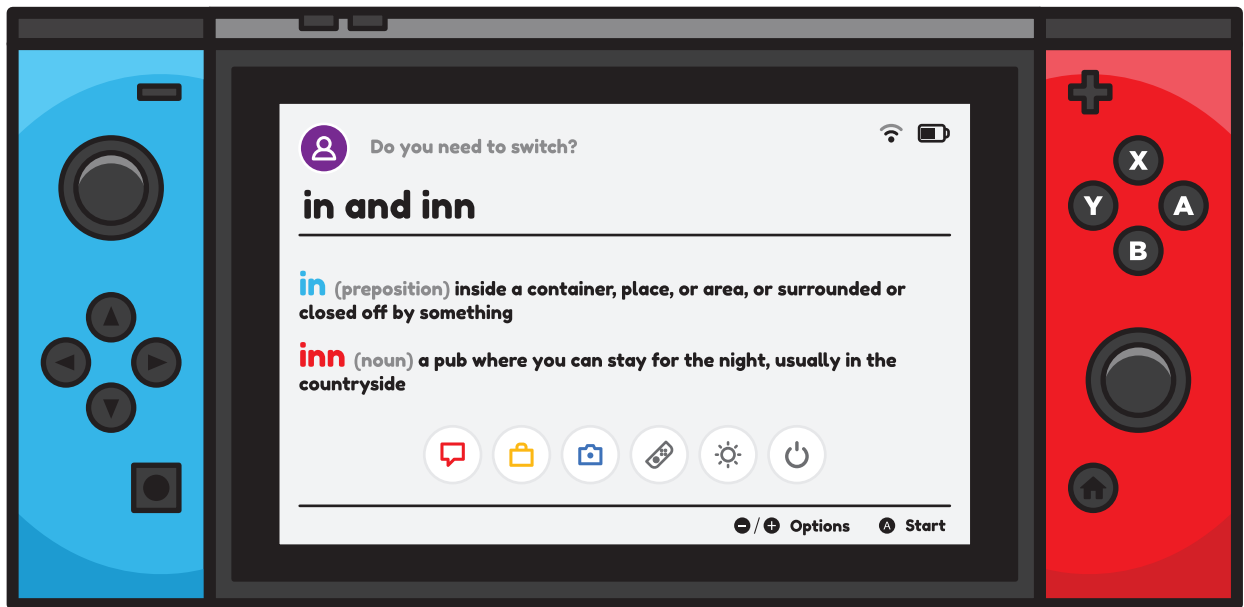 Do you need to switch?
in and inn
in (preposition) inside a container, place, or area, or surrounded or
closed off by something
inn (noun) a pub where you can stay for the night, usually in the
countryside
X
Y A
B
/ Options A Start